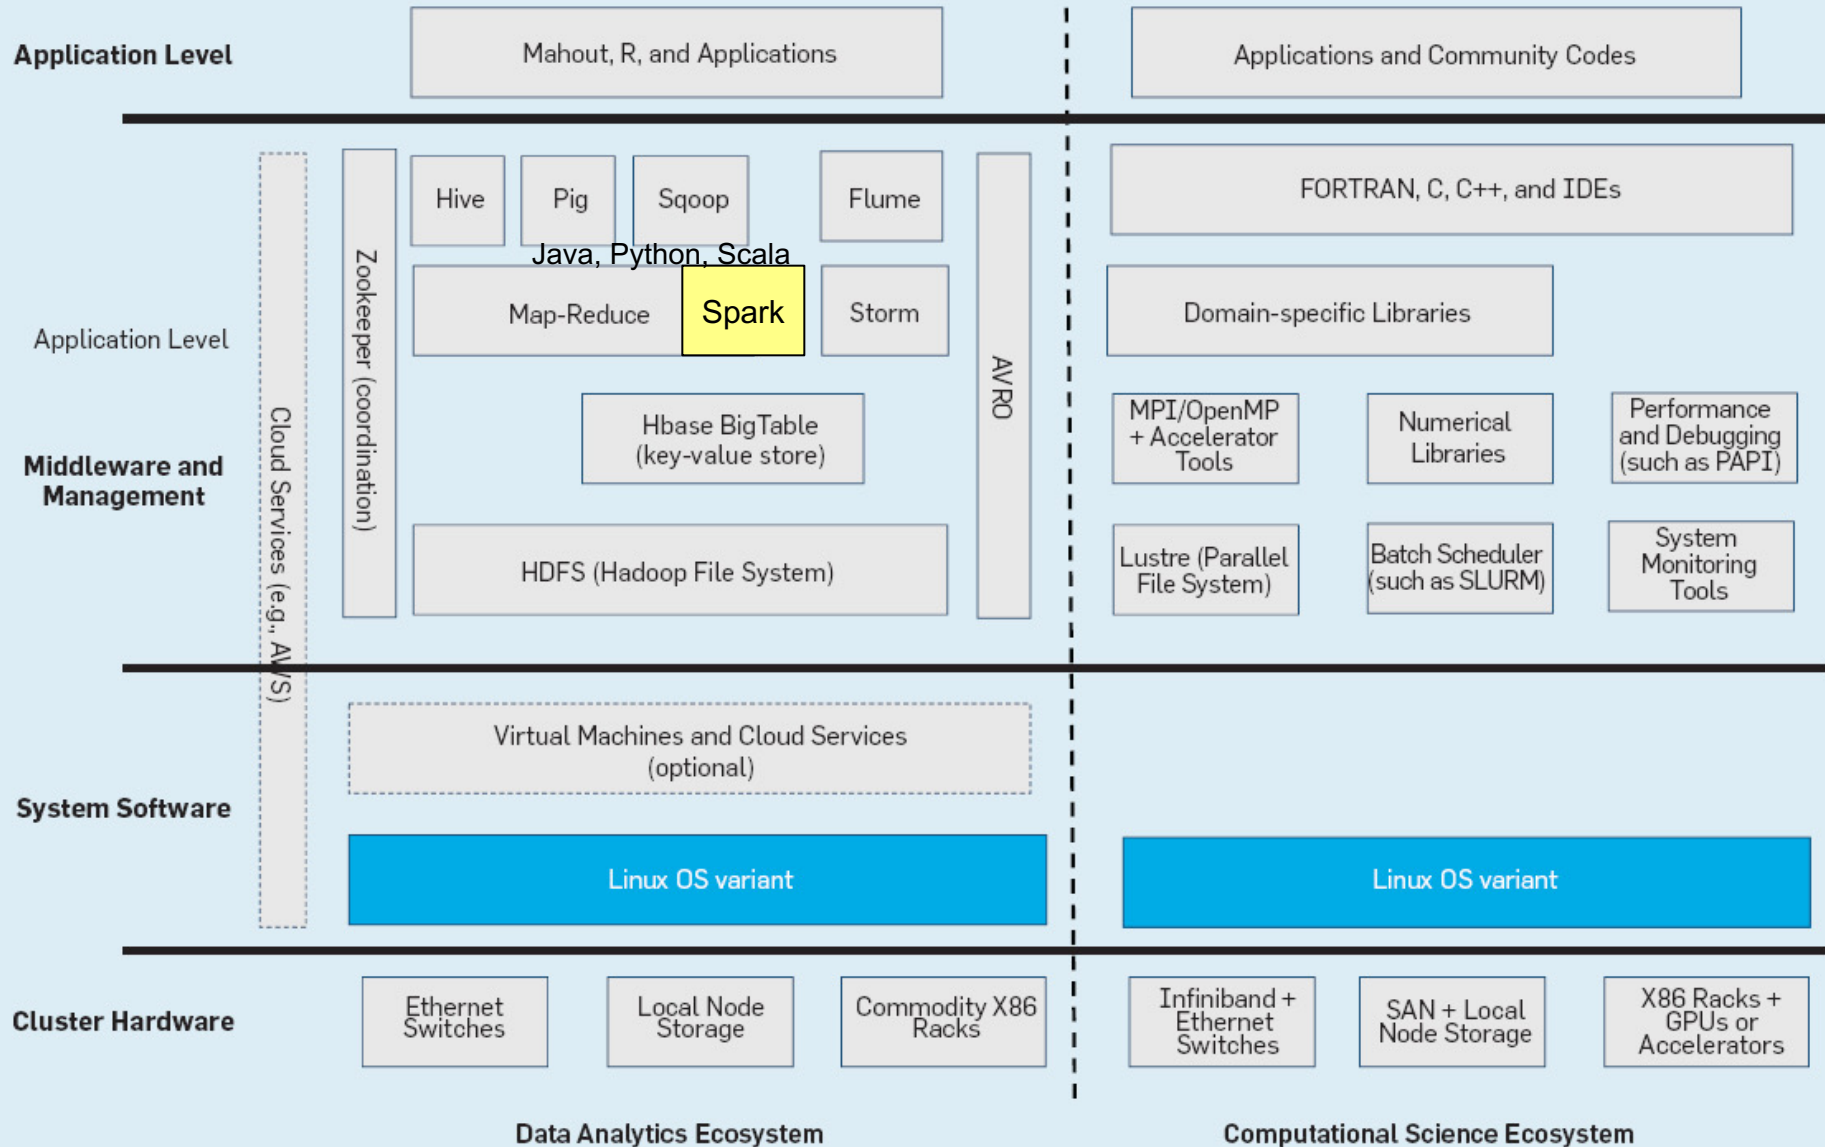 Application Level
Mahout, R, and Applications
Applications and Community Codes
Cloud Services (e.g., AWS)
Zookeeper (coordination)
Hive
Pig
Sqoop
Flume
Java, Python, Scala
Map-Reduce
Spark
Storm
AVRO
Hbase BigTable
(key-value store)
HDFS (Hadoop File System)
FORTRAN, C, C++, and IDEs
Domain-specific Libraries
Application Level
Middleware and
Management
MPI/OpenMP
+ Accelerator
Tools
Numerical
Libraries
Performance
and Debugging
(such as PAPI)
Lustre (Parallel
File System)
Batch Scheduler
(such as SLURM)
System
Monitoring
Tools
System Software
Virtual Machines and Cloud Services
(optional)
Linux OS variant
Linux OS variant
Cluster Hardware
Ethernet
Switches
Local Node
Storage
Commodity X86
Racks
Infiniband +
Ethernet
Switches
SAN + Local
Node Storage
X86 Racks +
GPUs or
Accelerators
Data Analytics Ecosystem
Computational Science Ecosystem